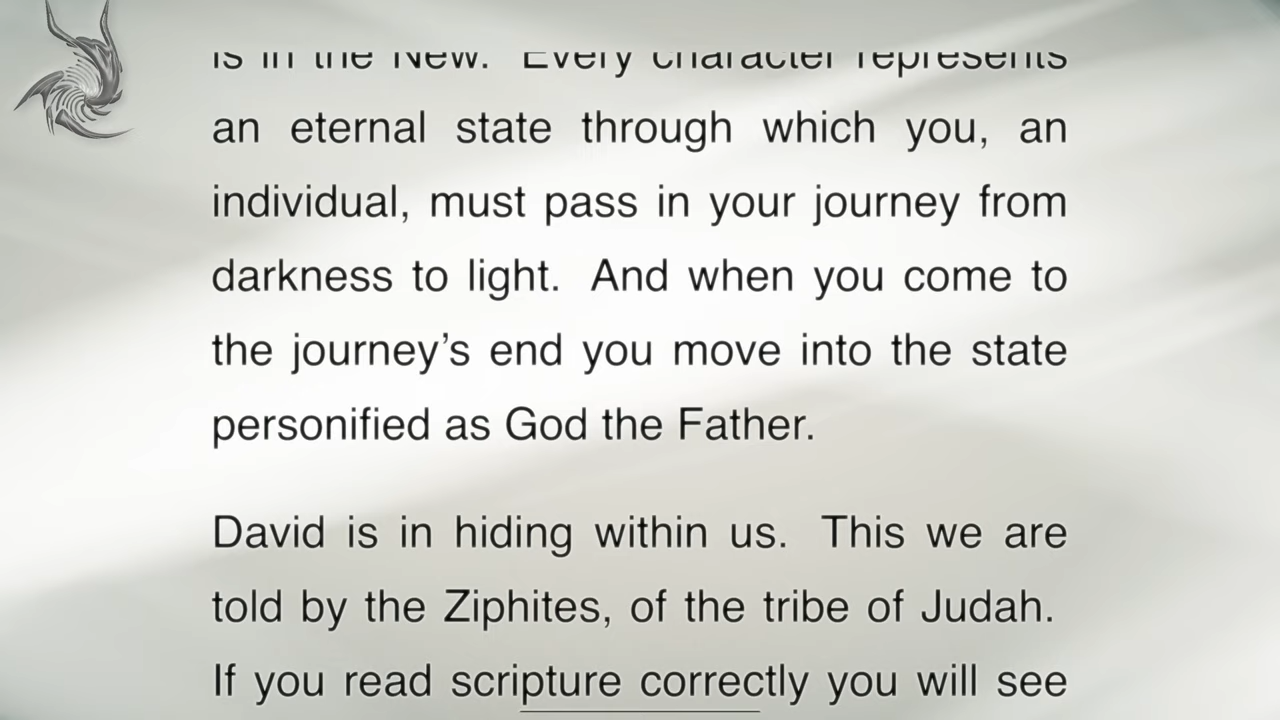 is in the New. Every character represents
an eternal state through which you, an
individual, must pass in your journey from
darkness to light. And when you come to
the journey’s end you move into the state
personified as God the Father.
David is in hiding within us. This we are
told by the Ziphites, of the tribe of Judah.
If you read scripture correctly you will see